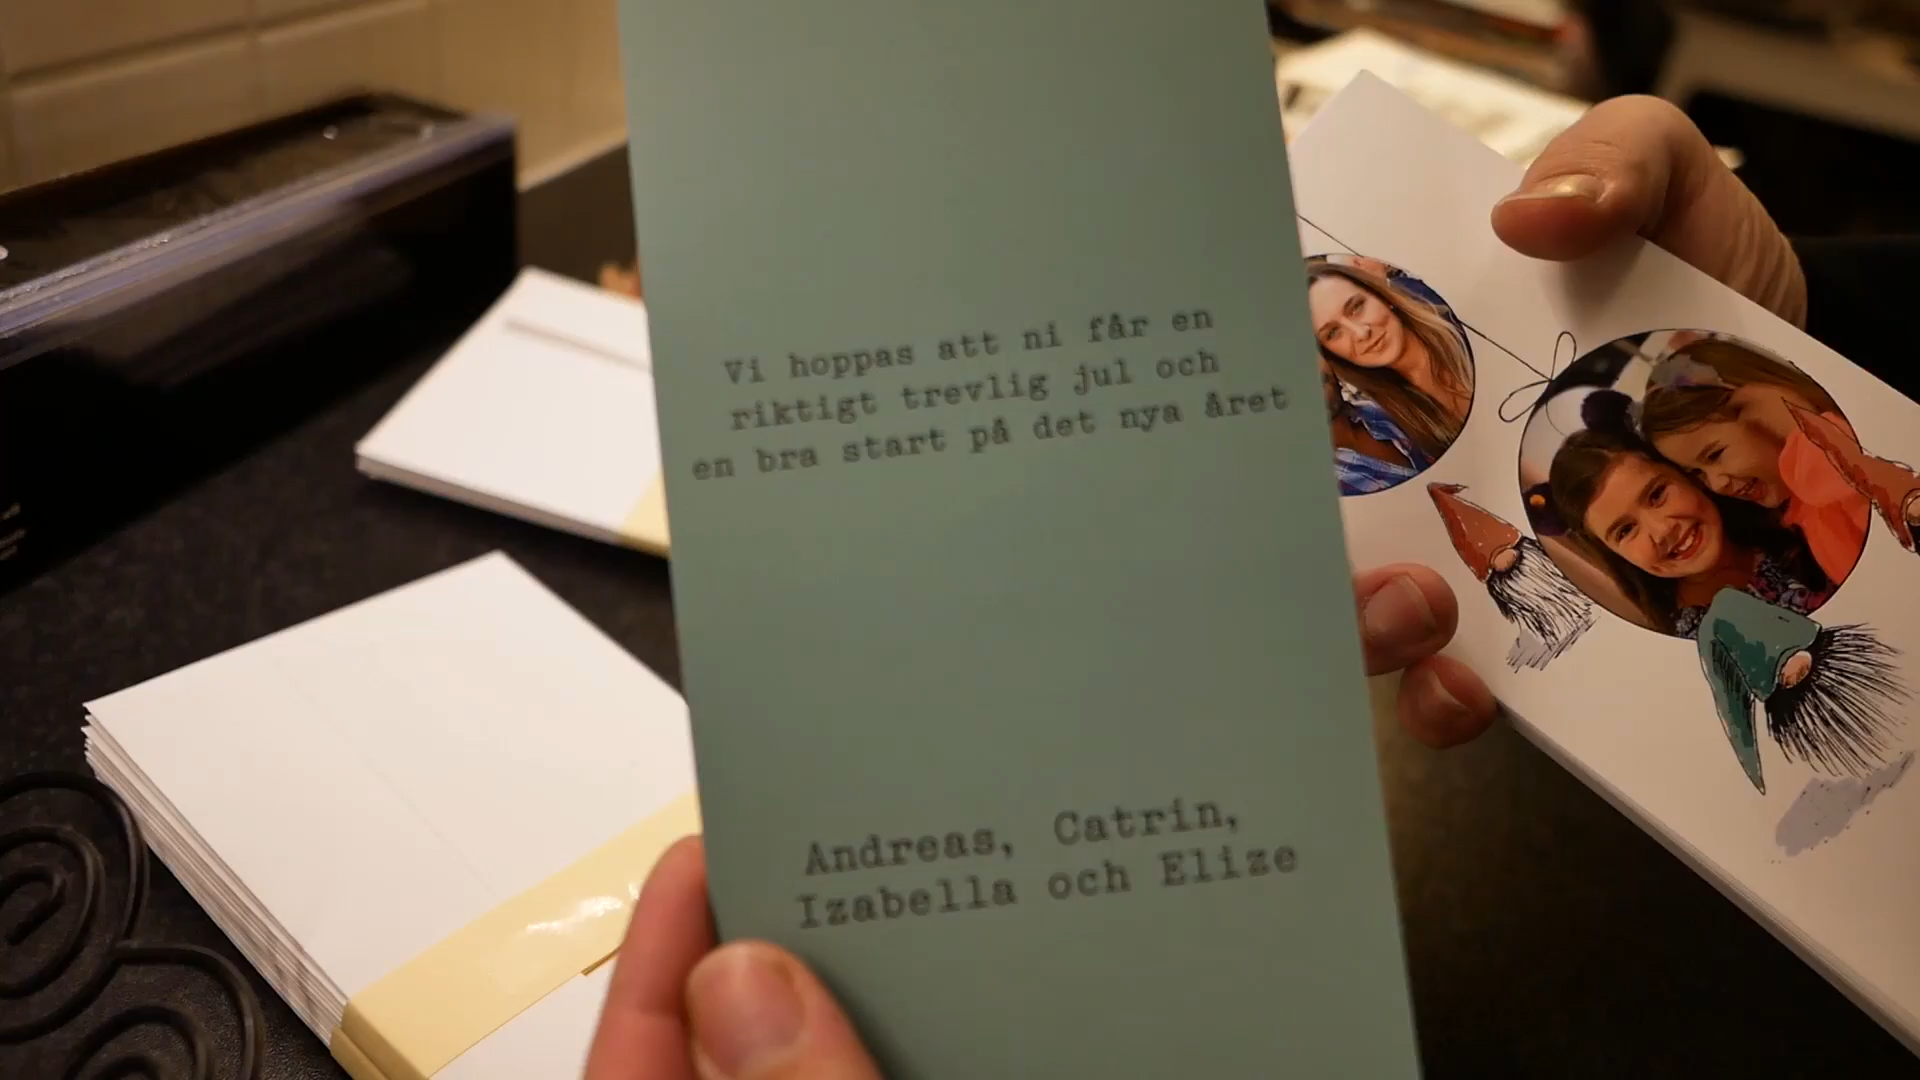 Vi hoppas att ni får en
riktigt trevlig jul och
en bra start på det nya året
Andreas, Catrin,
Izabella och Elize